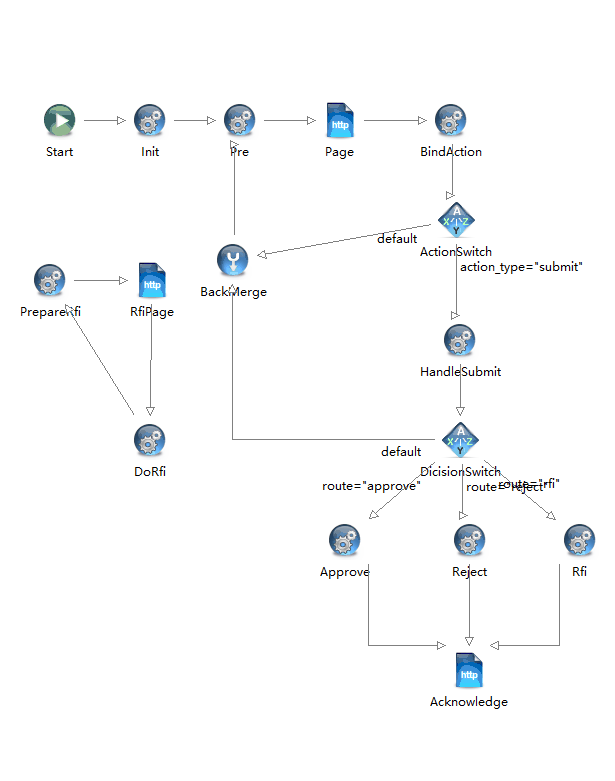 Start
Init
Pre
http
Page
BindAction
A
X Z
Y
default
ActionSwitch
action_type="submit"
BackMerge
PrepareRfi
http
RfiPage
HandleSubmit
A
X Z
Y
default
DoRfi
DicisionSwitch
route="approve"
route="reject"
route="rfi"
Approve
Reject
Rfi
http
Acknowledge